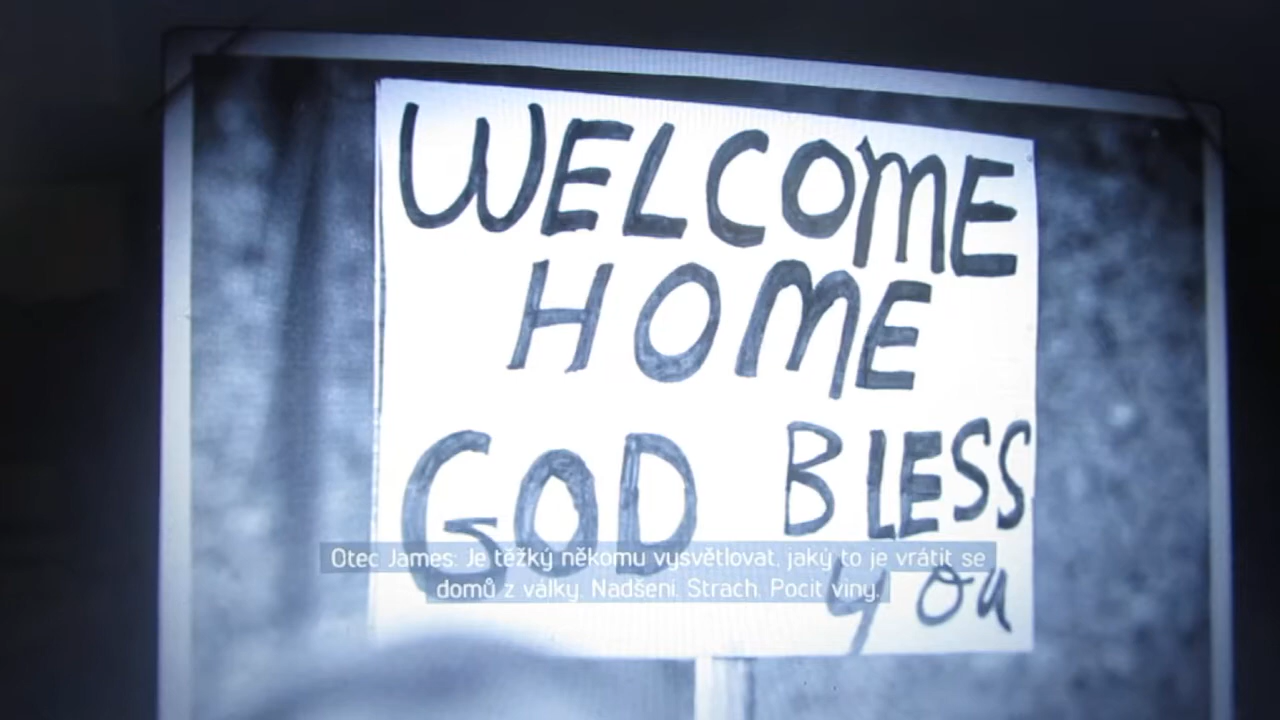 WELCOME
HOME
GOD BLESS
you
Otec James: Je těžký někomu vysvětlovat, jaký to je vrátit se
domů z války. Nadšení. Strach. Pocit viny.